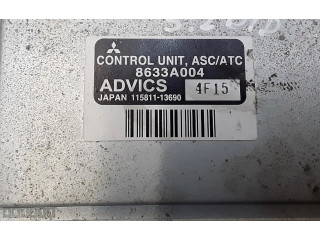 CONTROL UNIT, ASC/ATC
8633A004
ADVICS 4F15
JAPAN 115811-13690